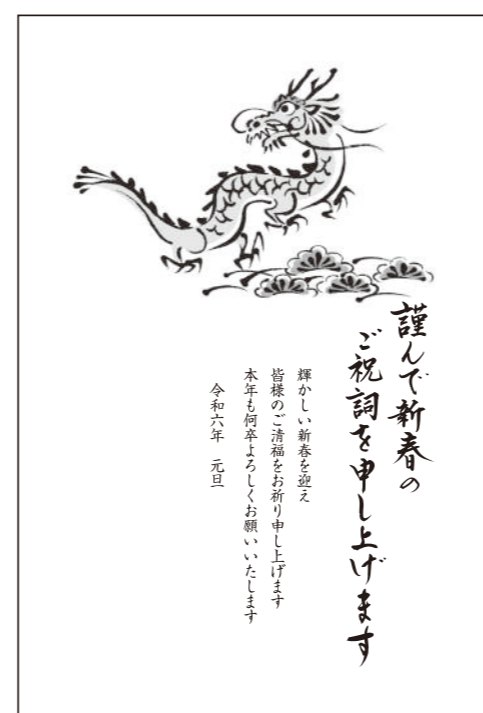 謹んで新春の
ご祝詞を申し上げます
輝かしい新春を迎え
皆様のご清福をお祈り申し上げます
本年も何卒よろしくお願いいたします
令和六年　元旦